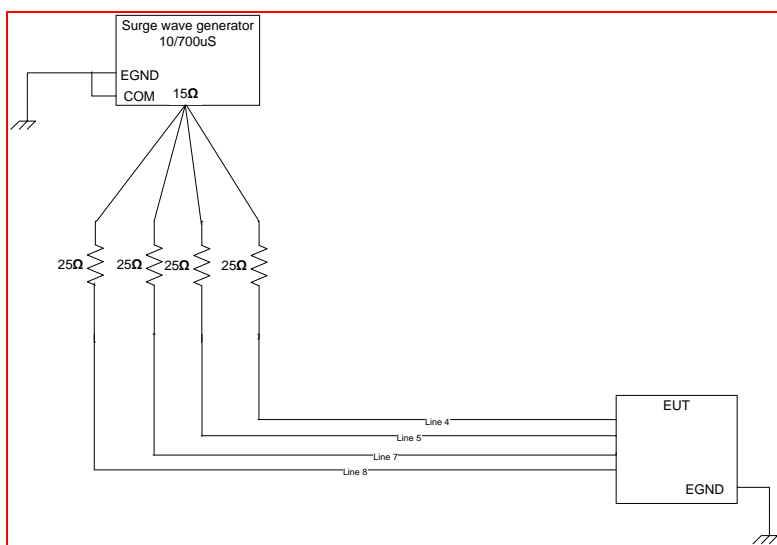 Surge wave generator
10/700uS
EGND
COM
15Ω
25Ω
25Ω
25Ω
25Ω
Line 4
Line 5
Line 7
Line 8
EUT
EGND